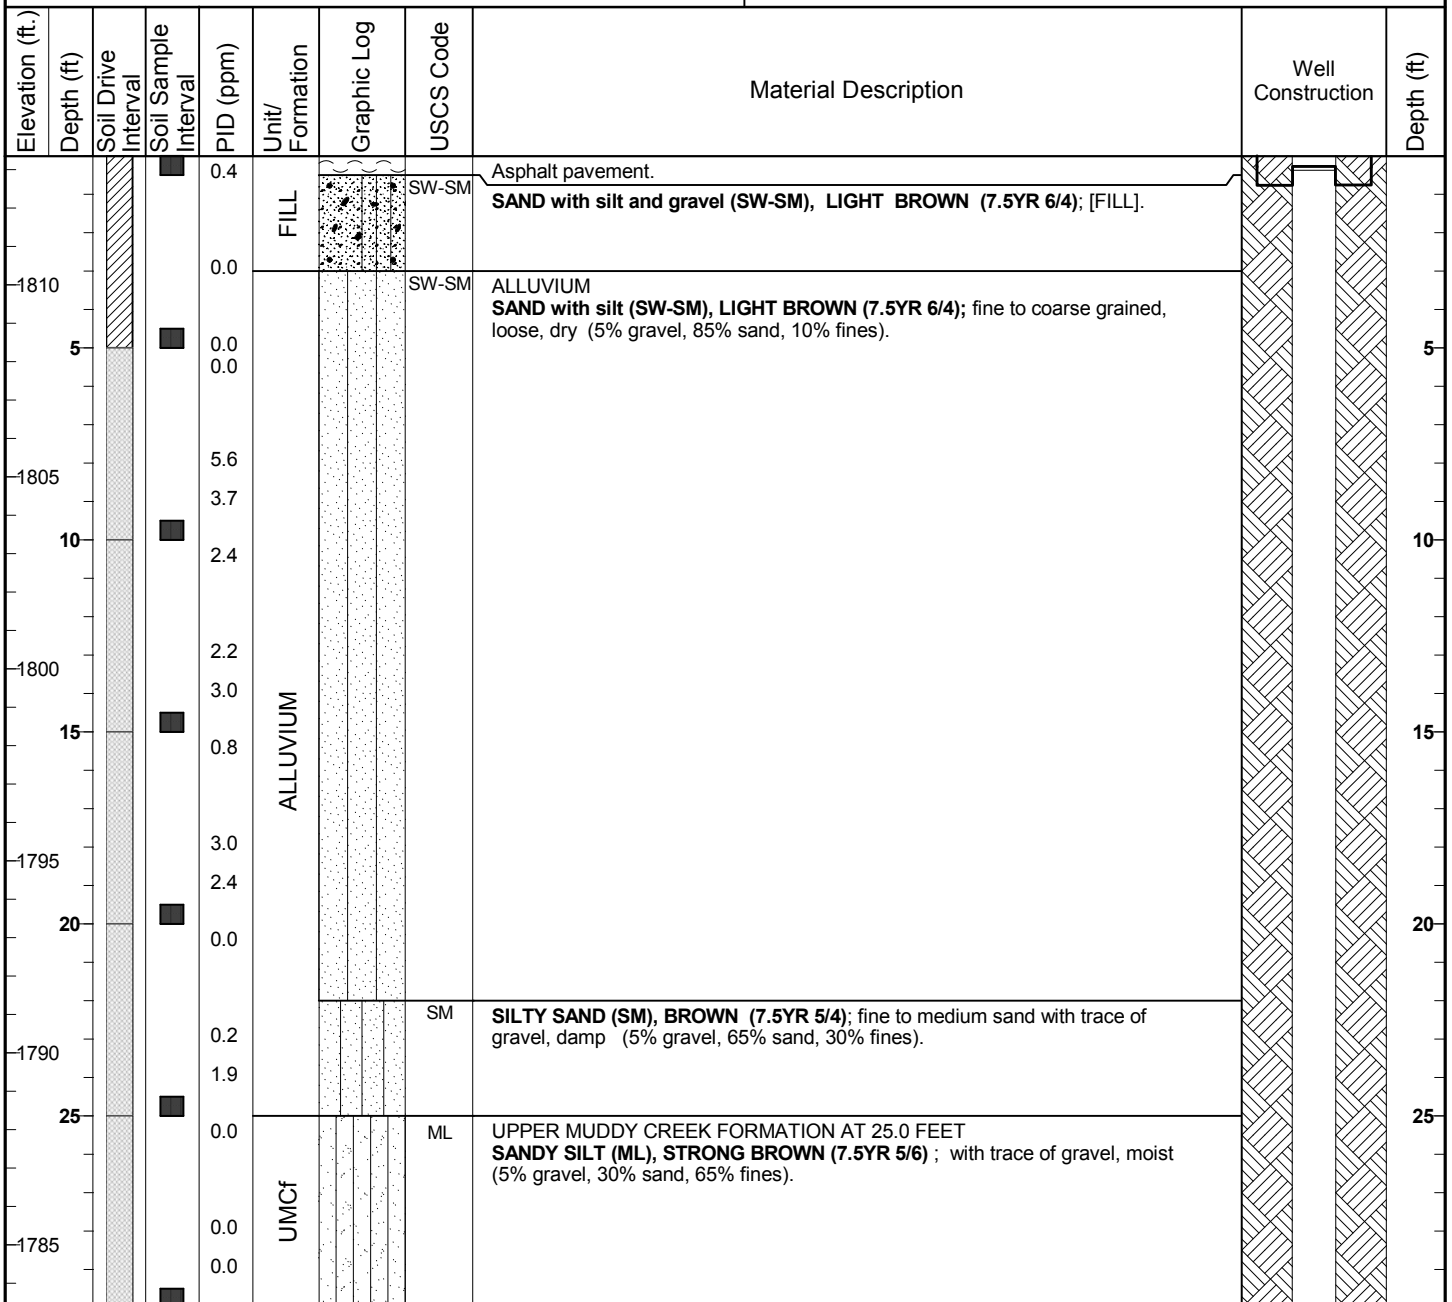 Elevation (ft.)
Depth (ft)
Soil Drive
Interval
Soil Sample
Interval
PID (ppm)
Unit/
Formation
Graphic Log
USCS Code
Material Description
Well
Construction
Depth (ft)
0.4
Asphalt pavement.
FILL
SW-SM
SAND with silt and gravel (SW-SM), LIGHT BROWN (7.5YR 6/4); [FILL].
0.0
1810
SW-SM
ALLUVIUM
SAND with silt (SW-SM), LIGHT BROWN (7.5YR 6/4); fine to coarse grained,
loose, dry (5% gravel, 85% sand, 10% fines).
5
0.0
5
0.0
5.6
1805
3.7
10
10
2.4
2.2
1800
3.0
15
15
0.8
ALLUVIUM
3.0
1795
2.4
20
20
0.0
SM
SILTY SAND (SM), BROWN (7.5YR 5/4); fine to medium sand with trace of
gravel, damp (5% gravel, 65% sand, 30% fines).
0.2
1790
1.9
25
25
0.0
ML
UPPER MUDDY CREEK FORMATION AT 25.0 FEET
SANDY SILT (ML), STRONG BROWN (7.5YR 5/6) ; with trace of gravel, moist
(5% gravel, 30% sand, 65% fines).
UMCf
0.0
1785
0.0